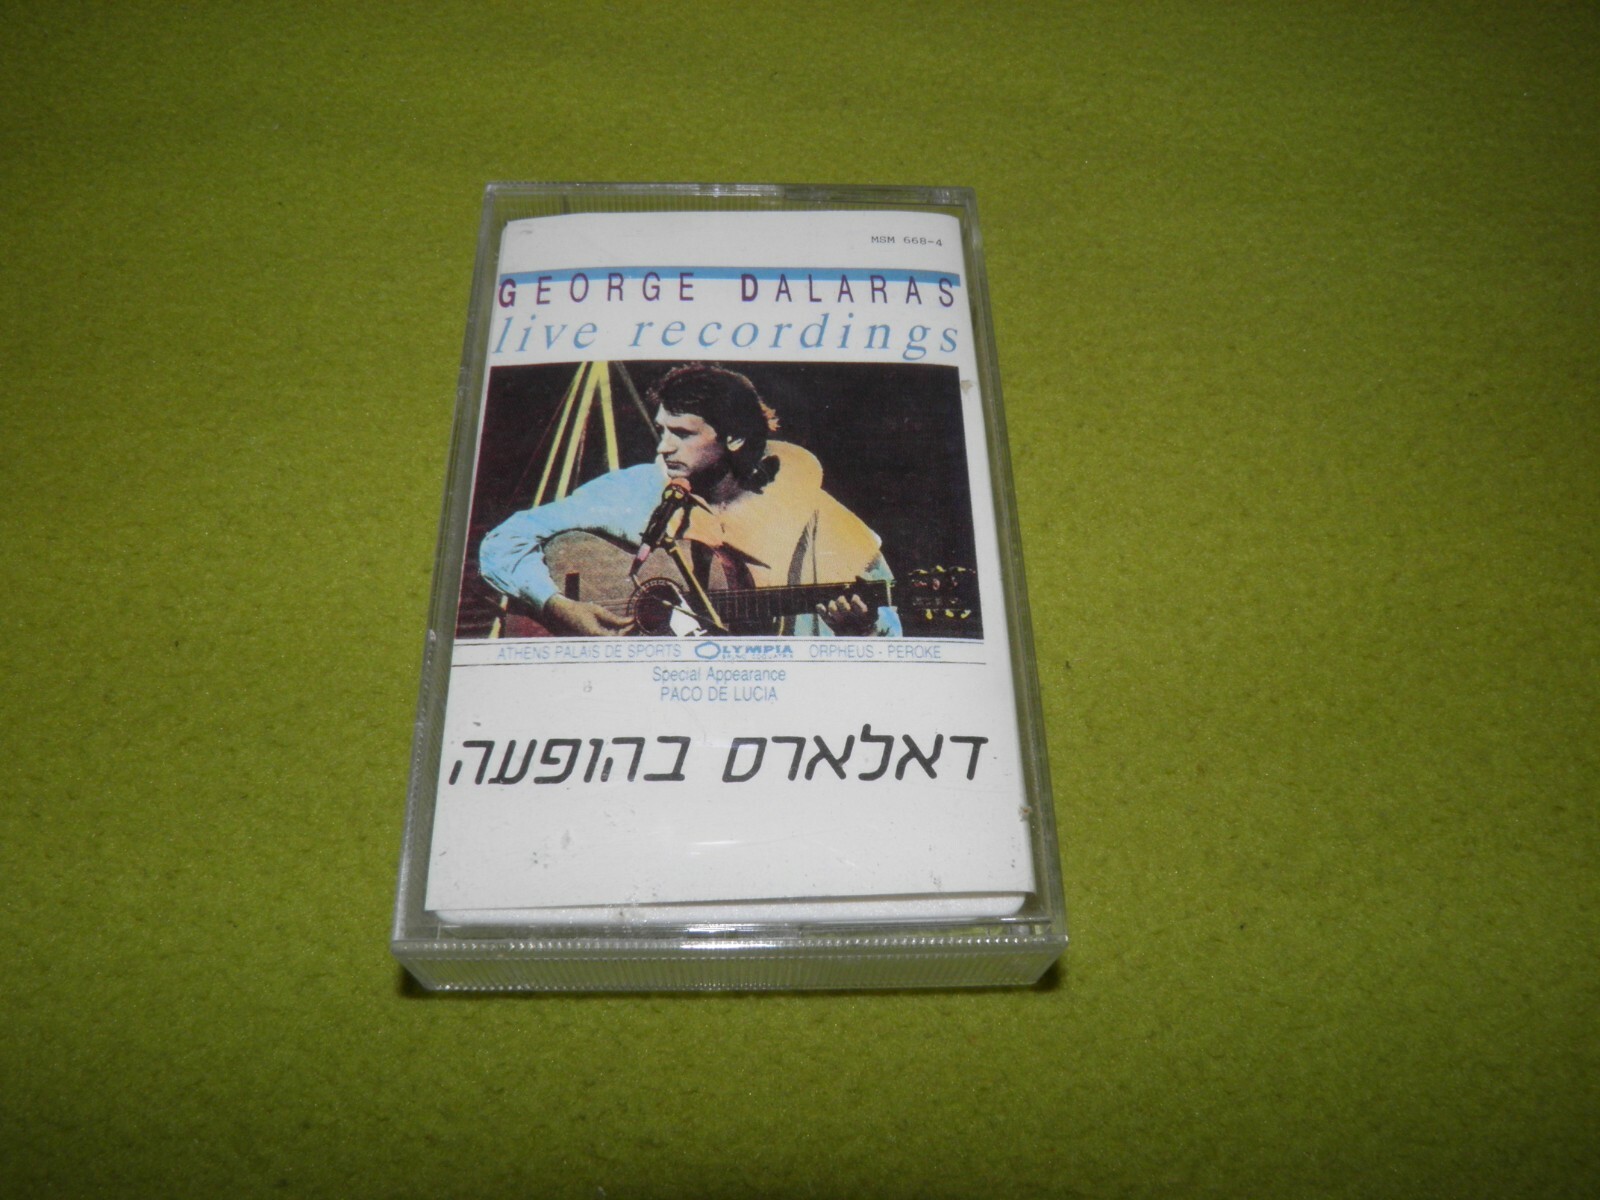 MSM 668-4
GEORGE DALARAS
live recordings
ATHENS PALAIS DE SPORTS OLYMPIA ORPHEUS - PEROKE
Special Appearance
PACO DE LUCIA
דאלארס בהופעה